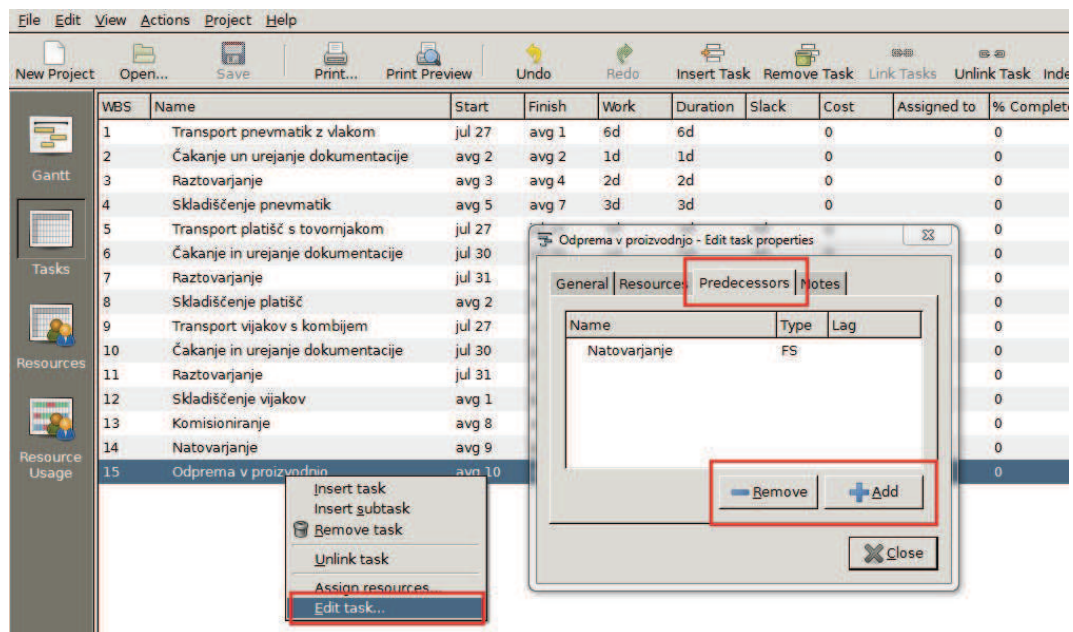 File Edit View Actions Project Help
New Project Open... Save Print... Print Preview Undo Redo Insert Task Remove Task Link Tasks Unlink Task Inde
WBS Name Start Finish Work Duration Slack Cost Assigned to % Complete
1 Transport pnevmatik z vlakom jul 27 avg 1 6d 6d 0 0
2 Čakanje un urejanje dokumentacije avg 2 avg 2 1d 1d 0 0
3 Raztovarjanje avg 3 avg 4 2d 2d 0 0
4 Skladiščenje pnevmatik avg 5 avg 7 3d 3d 0 0
5 Transport platišč s tovornjakom jul 27 0
6 Čakanje in urejanje dokumentacije jul 30 0
7 Raztovarjanje jul 31 0
8 Skladiščenje platišč avg 2 0
9 Transport vijakov s kombijem jul 27 0
10 Čakanje in urejanje dokumentacije jul 30 0
11 Raztovarjanje jul 31 0
12 Skladiščenje vijakov avg 1 0
13 Komisioniranje avg 8 0
14 Natovarjanje avg 9 0
15 Odprema v proizvodnjo avg 10 0
Gantt
Tasks
Resources
Resource
Usage
Insert task
Insert subtask
Remove task
Unlink task
Assign resources...
Edit task...
Odprema v proizvodnjo - Edit task properties
General Resources Predecessors Notes
Name Type Lag
Natovarjanje FS
Remove Add
Close